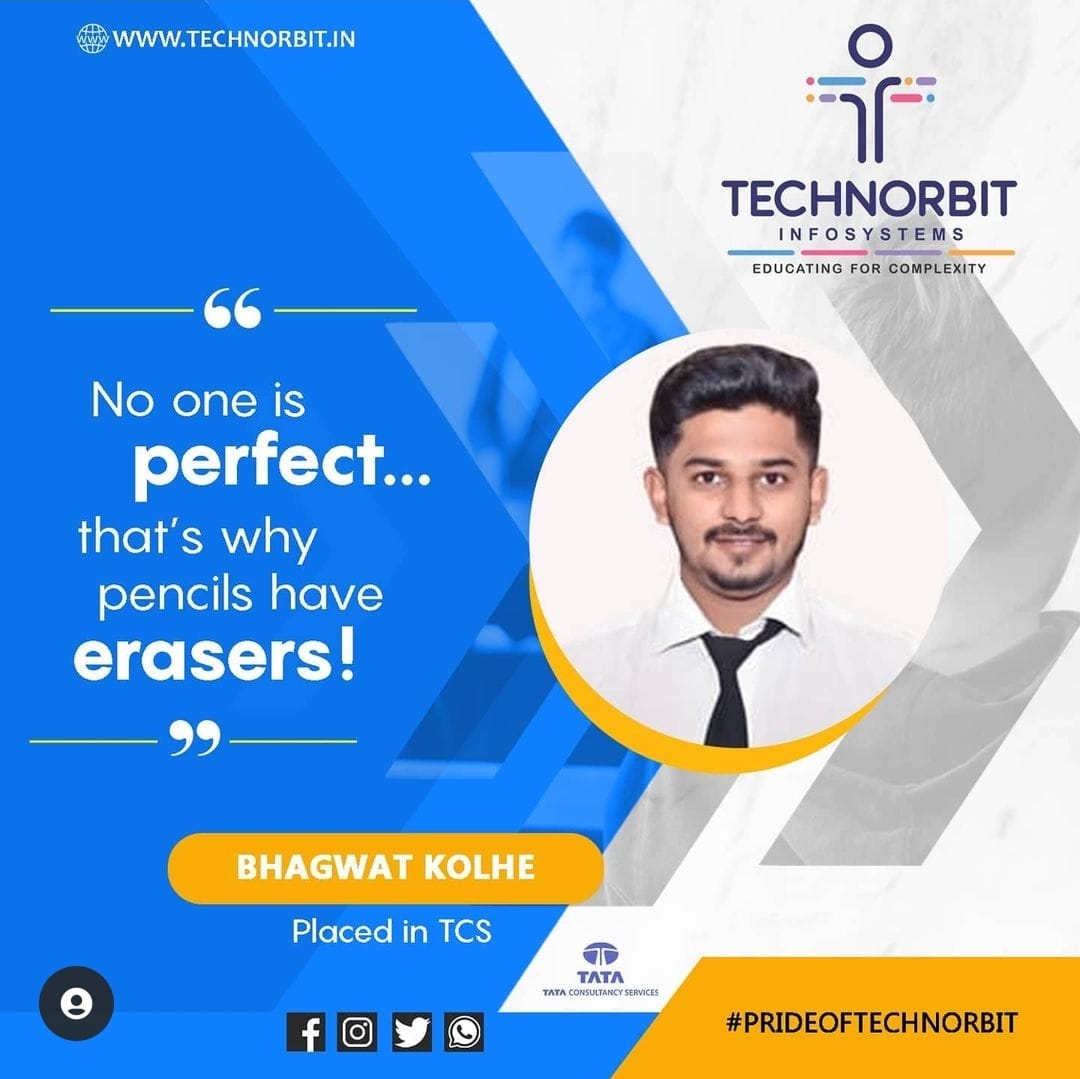 WWW.TECHNORBIT.IN
TECHNORBIT
INFOSYSTEMS
EDUCATING FOR COMPLEXITY
“
No one is
perfect...
that's why
pencils have
erasers!
”
BHAGWAT KOLHE
Placed in TCS
TATA
TATA CONSULTANCY SERVICES
#PRIDEOFTECHNORBIT